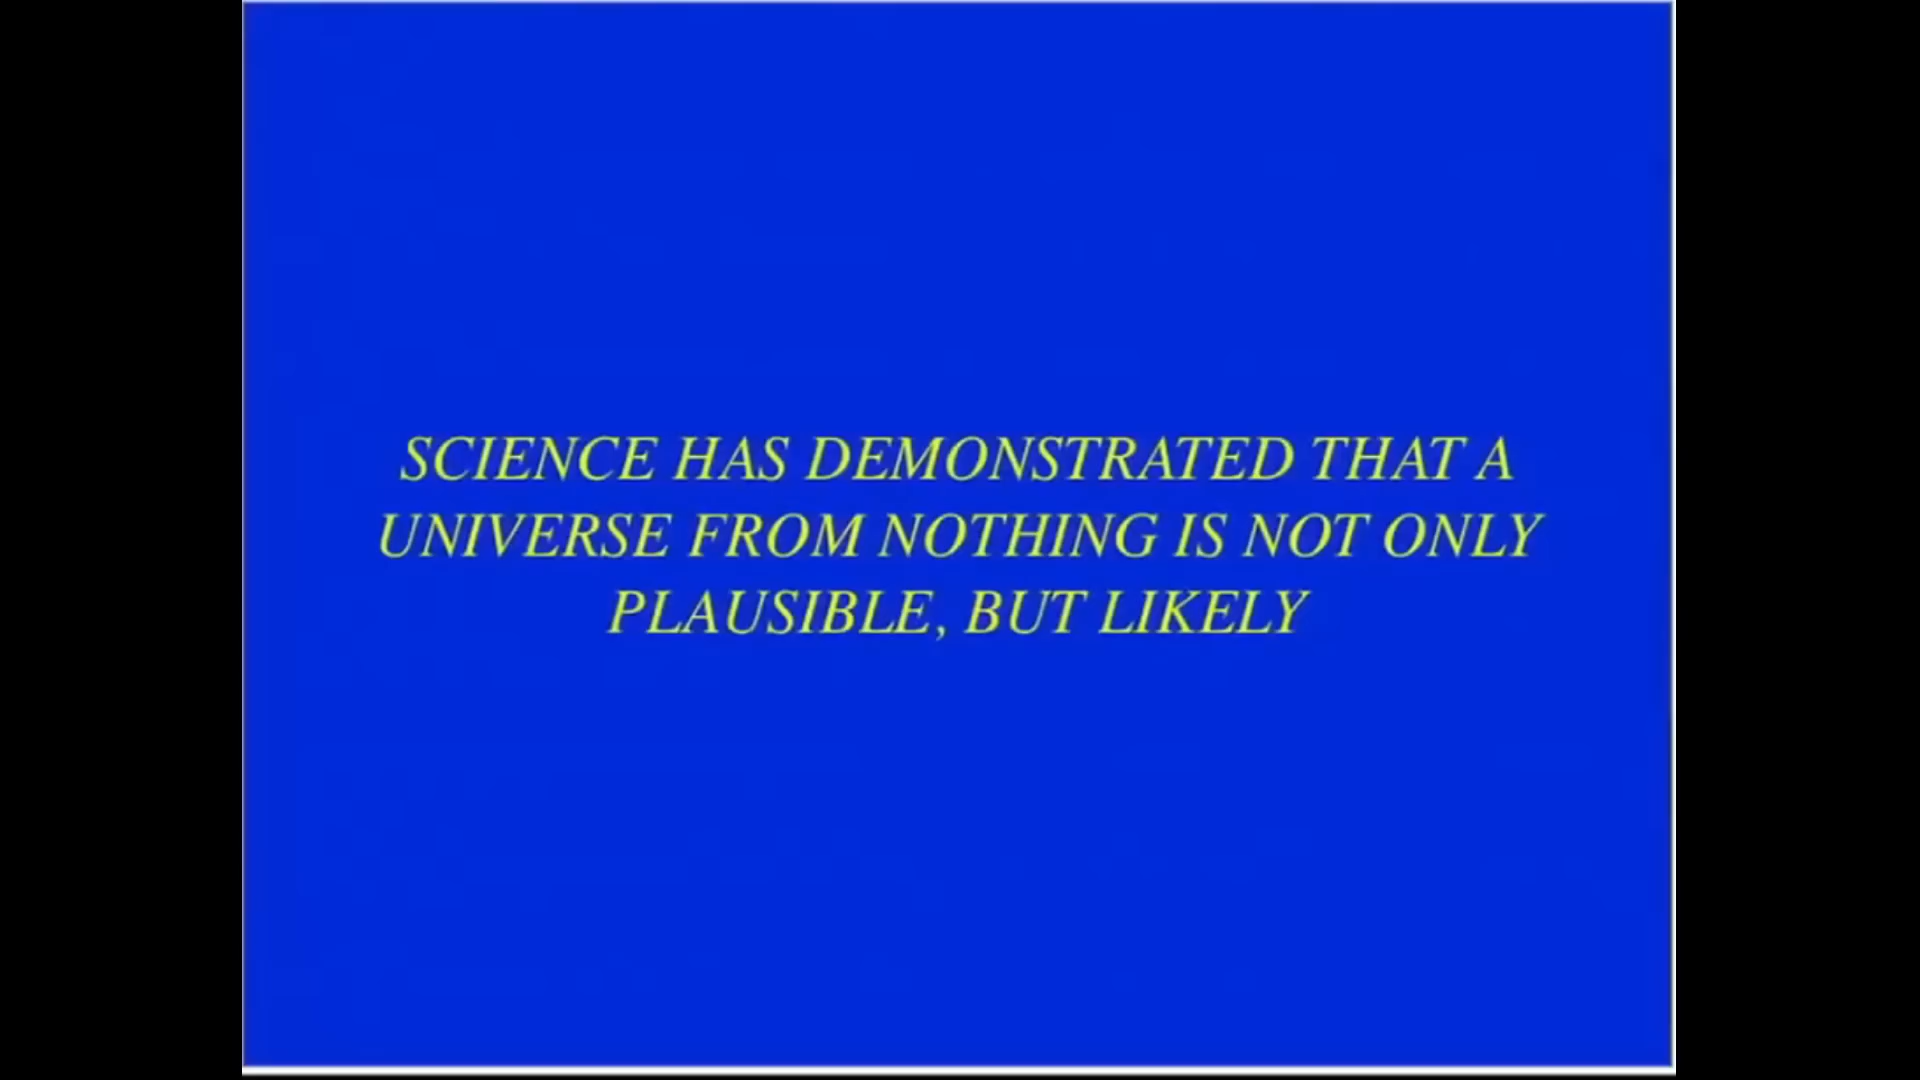 SCIENCE HAS DEMONSTRATED THAT A
UNIVERSE FROM NOTHING IS NOT ONLY
PLAUSIBLE, BUT LIKELY